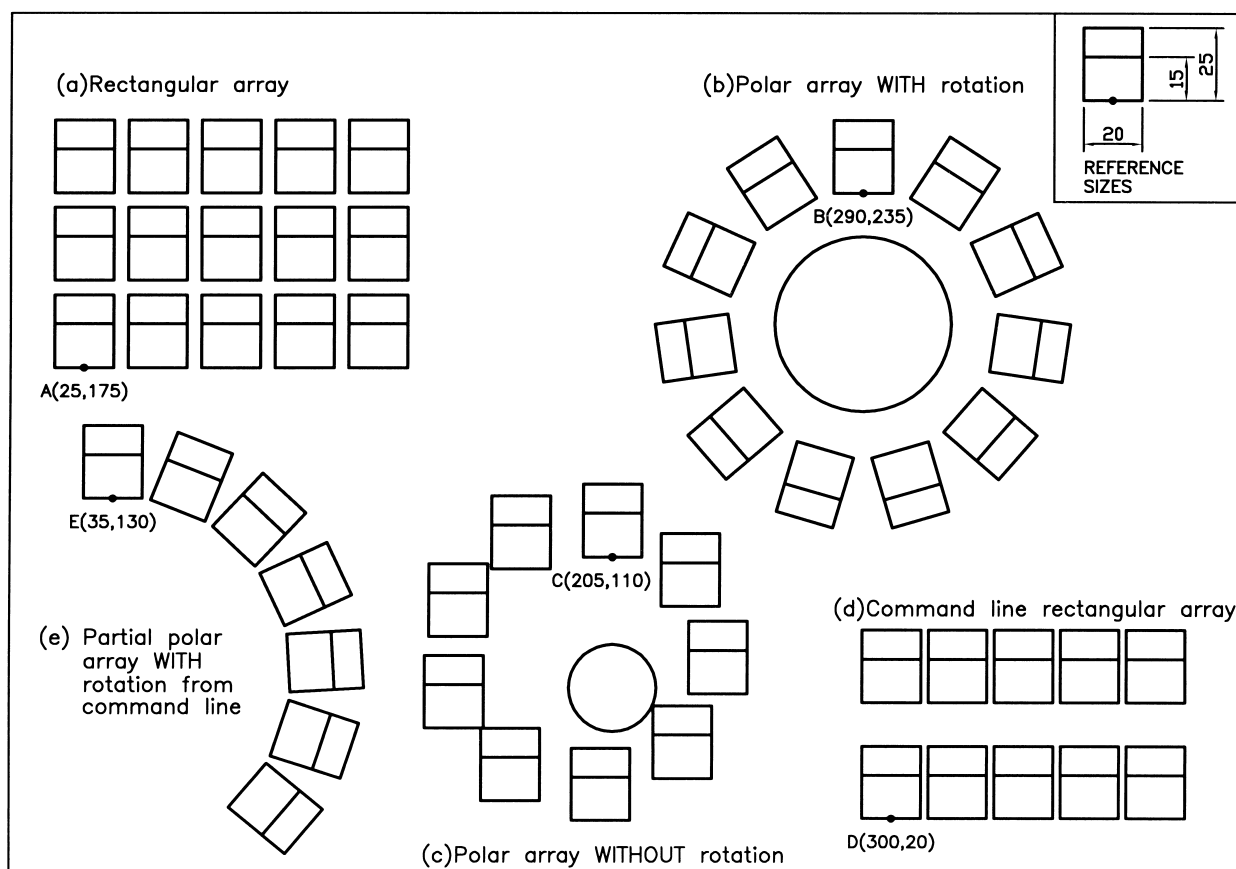 (a)Rectangular array
(b)Polar array WITH rotation
15
25
20
REFERENCE
SIZES
B(290,235)
A(25,175)
E(35,130)
C(205,110)
(d)Command line rectangular array
(e) Partial polar
array WITH
rotation from
command line
D(300,20)
(c)Polar array WITHOUT rotation